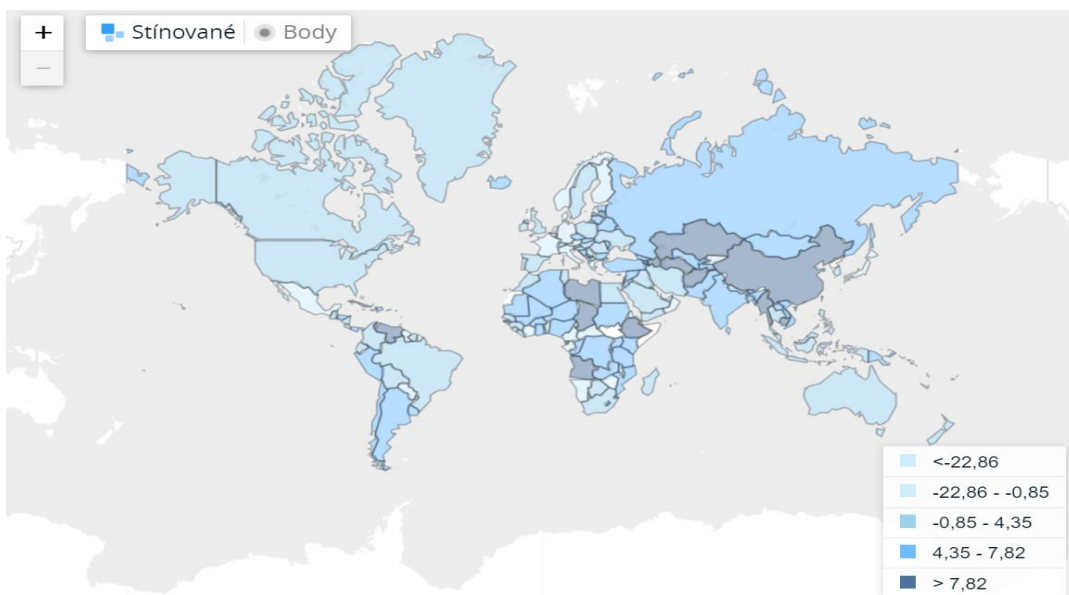 +
Stínované
Body
−
<-22,86
-22,86 - -0,85
-0,85 - 4,35
4,35 - 7,82
> 7,82